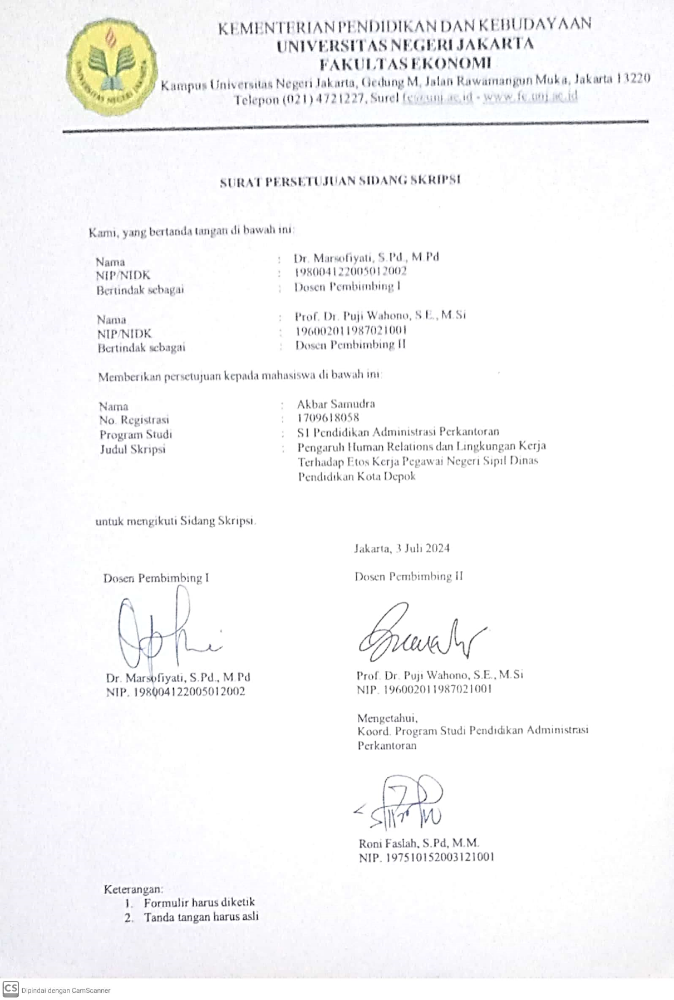 KEMENTERIAN PENDIDIKAN DAN KEBUDAYAAN
UNIVERSITAS NEGERI JAKARTA
FAKULTAS EKONOMI
Kampus Universitas Negeri Jakarta, Gedung M, Jalan Rawamangun Muka, Jakarta 13220
Telepon (021) 4721227, Surel fe@unj.ac.id - www.fe.unj.ac.id
UNIVERSITAS NEGERI JAKARTA
SURAT PERSETUJUAN SIDANG SKRIPSI
Kami, yang bertanda tangan di bawah ini:
Nama : Dr. Marsofiyati, S.Pd., M.Pd
NIP/NIDK : 198004122005012002
Bertindak sebagai : Dosen Pembimbing I
Nama : Prof. Dr. Puji Wahono, S.E., M.Si
NIP/NIDK : 196002011987021001
Bertindak sebagai : Dosen Pembimbing II
Memberikan persetujuan kepada mahasiswa di bawah ini:
Nama : Akbar Samudra
No. Registrasi : 1709618058
Program Studi : S1 Pendidikan Administrasi Perkantoran
Judul Skripsi : Pengaruh Human Relations dan Lingkungan Kerja
Terhadap Etos Kerja Pegawai Negeri Sipil Dinas
Pendidikan Kota Depok
untuk mengikuti Sidang Skripsi.
Jakarta, 3 Juli 2024
Dosen Pembimbing I
Dosen Pembimbing II
Dr. Marsofiyati, S.Pd., M.Pd
NIP. 198004122005012002
Prof. Dr. Puji Wahono, S.E., M.Si
NIP. 196002011987021001
Mengetahui,
Koord. Program Studi Pendidikan Administrasi
Perkantoran
Roni Faslah, S.Pd, M.M.
NIP. 197510152003121001
Keterangan:
1. Formulir harus diketik
2. Tanda tangan harus asli
CS Dipindai dengan CamScanner